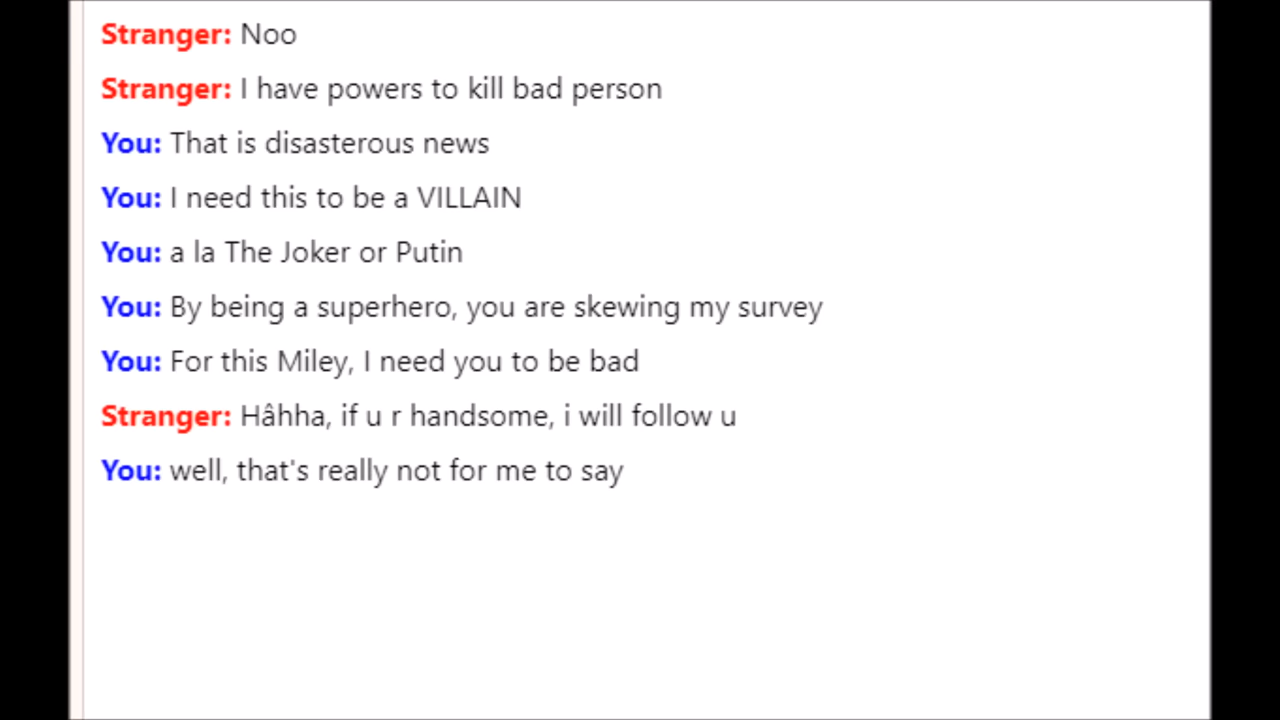 Stranger: Noo
Stranger: I have powers to kill bad person
You: That is disasterous news
You: I need this to be a VILLAIN
You: a la The Joker or Putin
You: By being a superhero, you are skewing my survey
You: For this Miley, I need you to be bad
Stranger: Hâhha, if u r handsome, i will follow u
You: well, that's really not for me to say